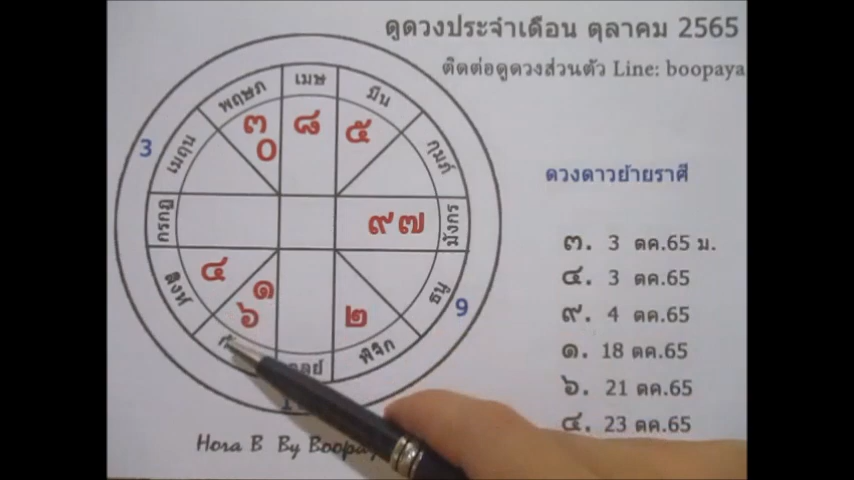 ดูดวงประจำเดือน ตุลาคม 2565
ติดต่อดูดวงส่วนตัว Line: boopaya
เมษ
พฤษภ
มีน
๓
๘
๕
๐
3
เมถุน
กุมภ์
ดวงดาวย้ายราศี
กรกฎ
๙ ๗
มังกร
๓. 3 ตค.65 ม.
๔
๔. 3 ตค.65
สิงห์
๑
ธนู
9
๖
๒
๙. 4 ตค.65
พิจิก
๑. 18 ตค.65
๖. 21 ตค.65
๔. 23 ตค.65
Hora B By